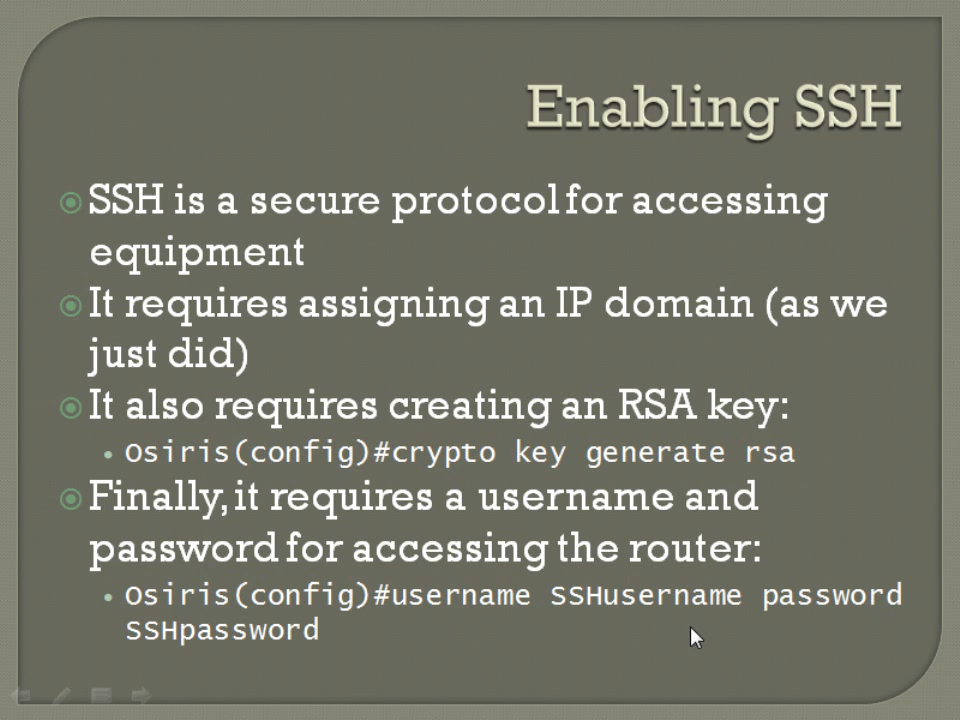 Enabling SSH
SSH is a secure protocol for accessing
equipment
It requires assigning an IP domain (as we
just did)
It also requires creating an RSA key:
Osiris(config)#crypto key generate rsa
Finally, it requires a username and
password for accessing the router:
Osiris(config)#username SSHusername password
SSHpassword